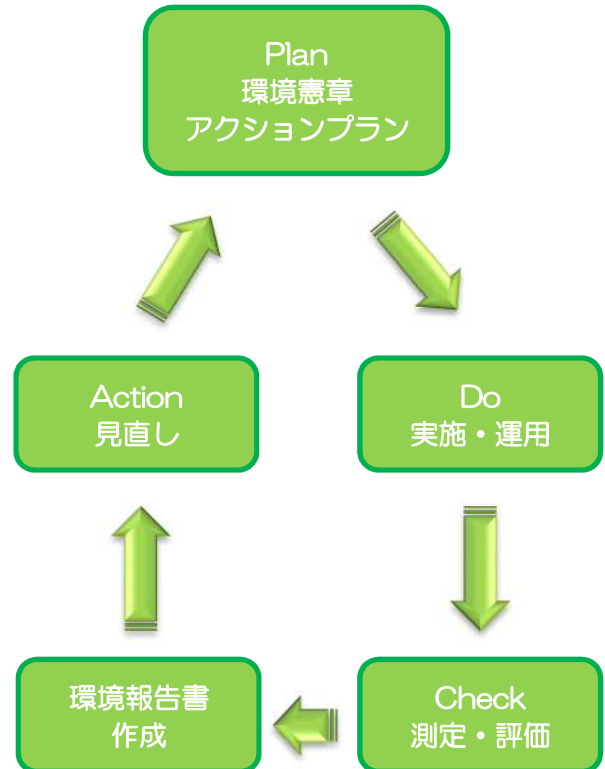 Plan
環境憲章
アクションプラン
Action
見直し
Do
実施・運用
環境報告書
作成
Check
測定・評価